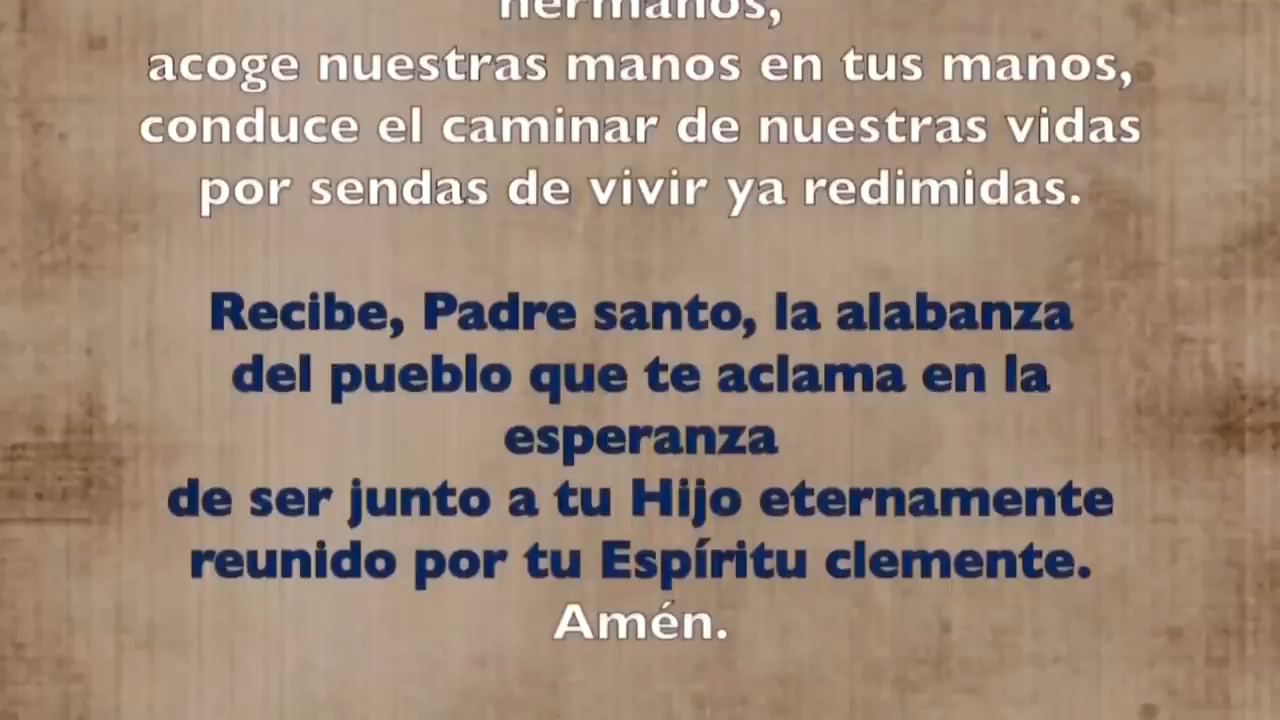 hermanos,
acoge nuestras manos en tus manos,
conduce el caminar de nuestras vidas
por sendas de vivir ya redimidas.
Recibe, Padre santo, la alabanza
del pueblo que te aclama en la
esperanza
de ser junto a tu Hijo eternamente
reunido por tu Espíritu clemente.
Amén.